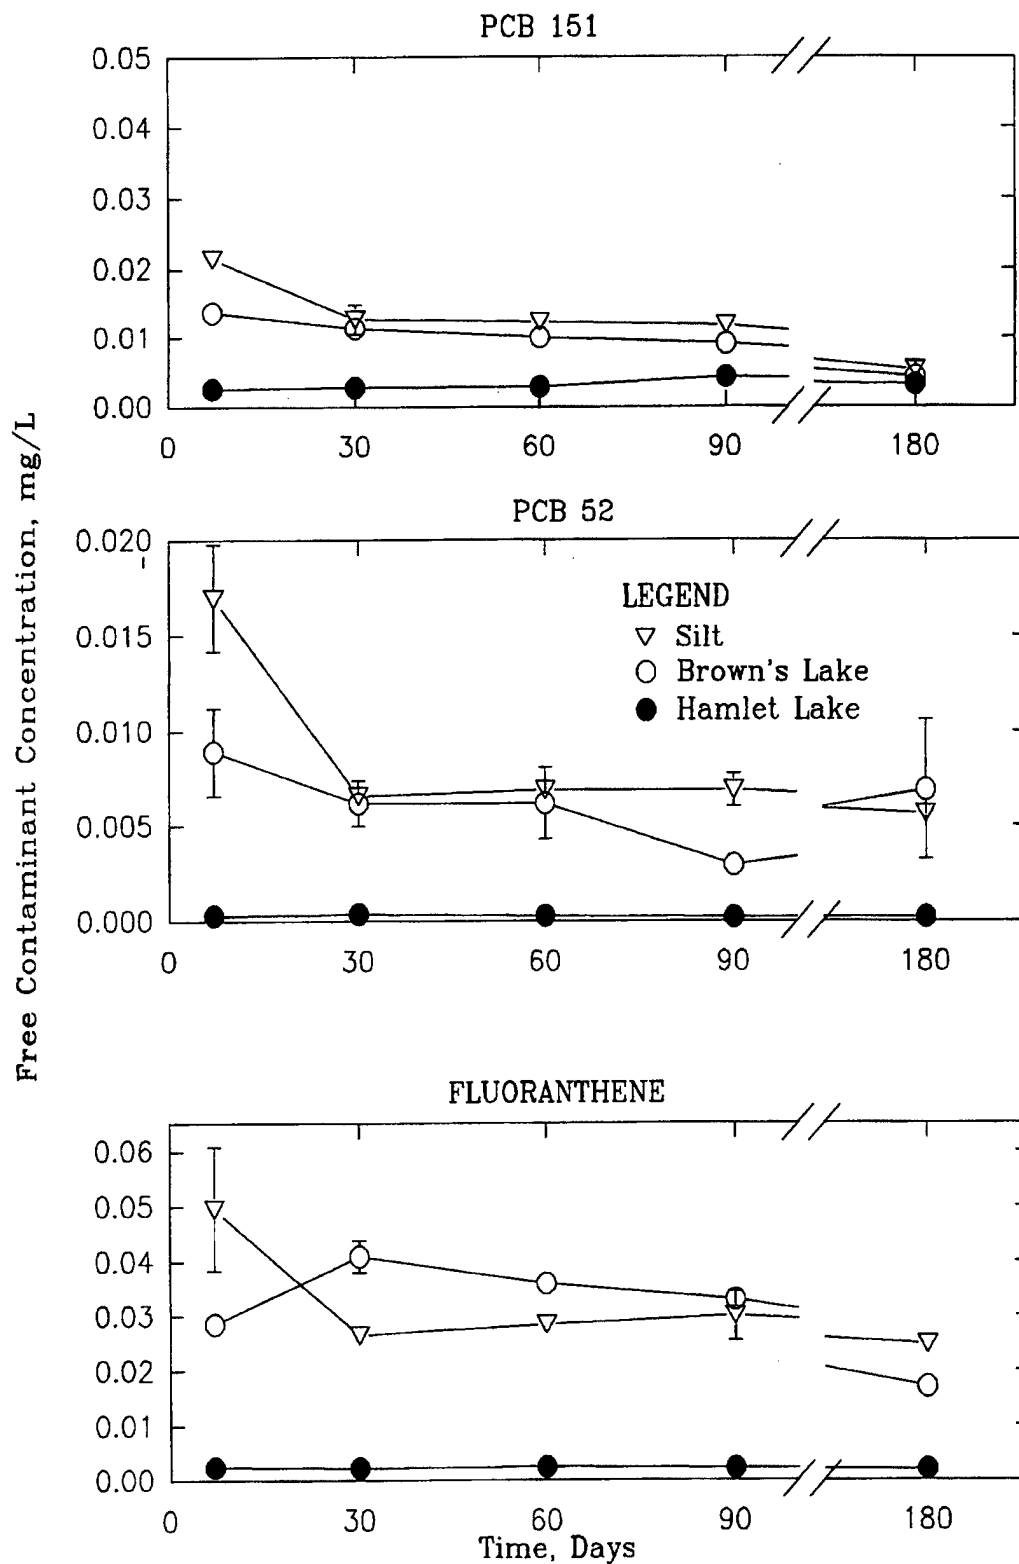 PCB 151
0.05
0.04
0.03
0.02
0.01
0.00
0 30 60 90 180
Free Contaminant Concentration, mg/L
PCB 52
0.020
0.015
0.010
0.005
0.000
LEGEND
Silt
Brown's Lake
Hamlet Lake
0 30 60 90 180
FLUORANTHENE
0.06
0.05
0.04
0.03
0.02
0.01
0.00
0 30 60 90 180
Time, Days